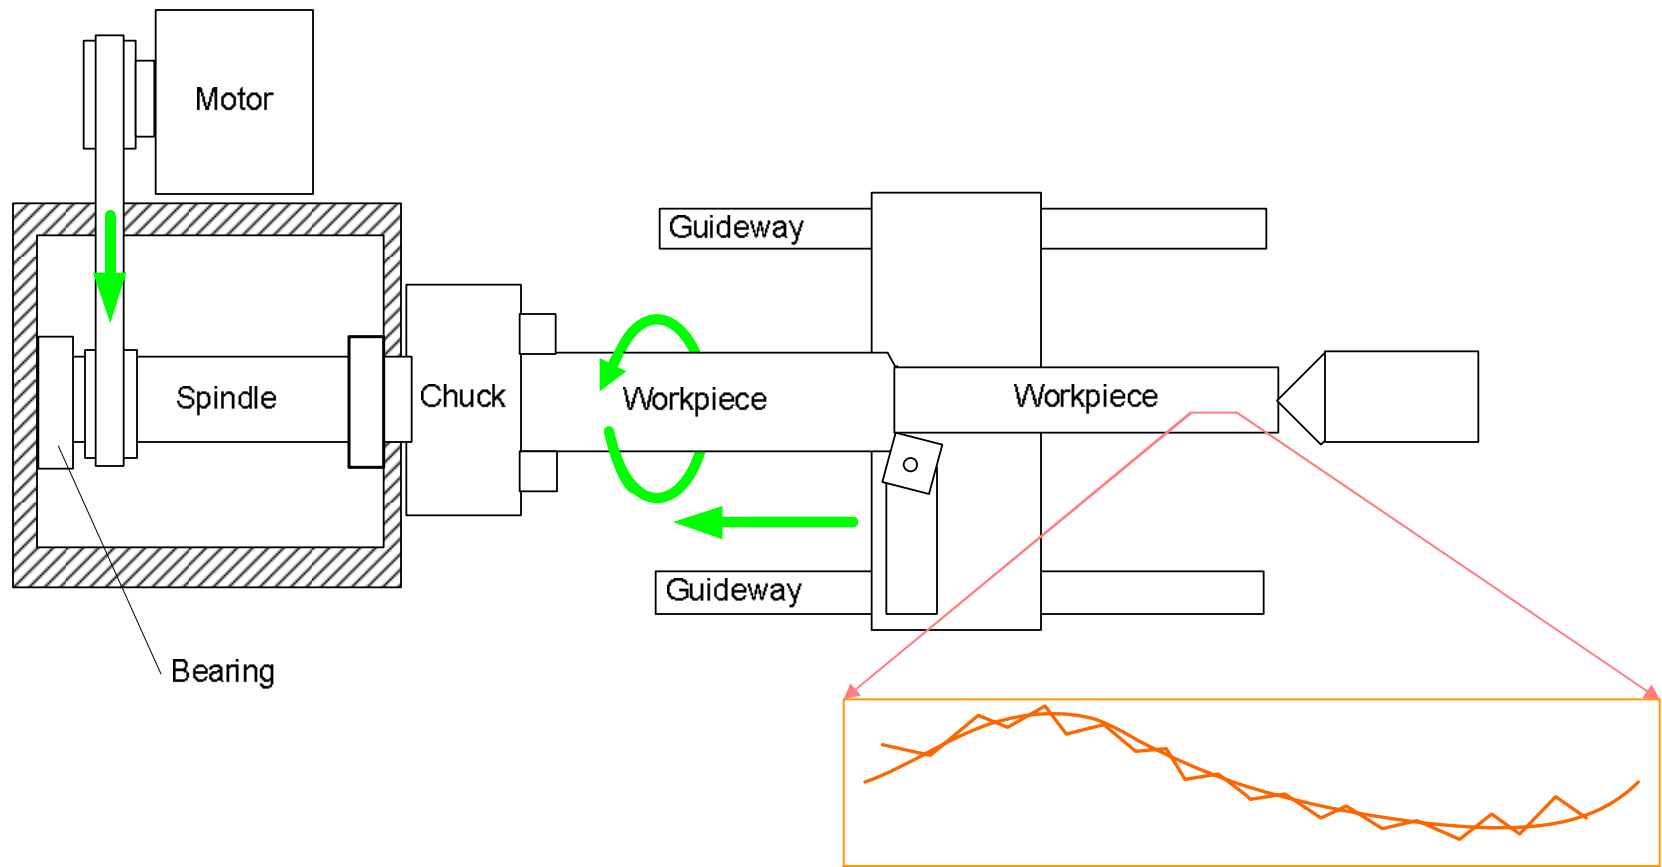 Motor
Guideway
Spindle
Chuck
Workpiece
Workpiece
Guideway
Bearing